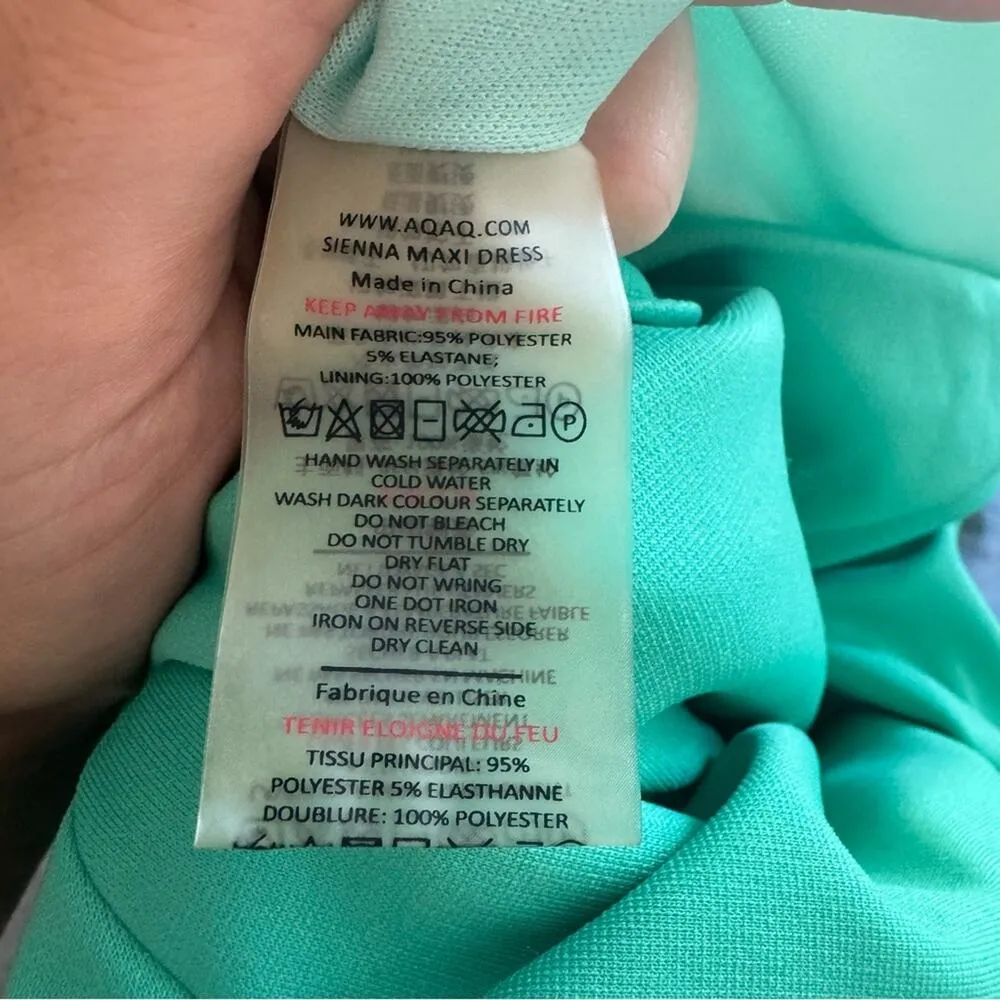 WWW.AQAQ.COM
SIENNA MAXI DRESS
Made in China
KEEP AWAY FROM FIRE
MAIN FABRIC:95% POLYESTER
5% ELASTANE;
LINING:100% POLYESTER
P
HAND WASH SEPARATELY IN
COLD WATER
WASH DARK COLOUR SEPARATELY
DO NOT BLEACH
DO NOT TUMBLE DRY
DRY FLAT
DO NOT WRING
ONE DOT IRON
IRON ON REVERSE SIDE
DRY CLEAN
Fabrique en Chine
TENIR ELOIGNE DU FEU
TISSU PRINCIPAL: 95%
POLYESTER 5% ELASTHANNE
DOUBLURE: 100% POLYESTER